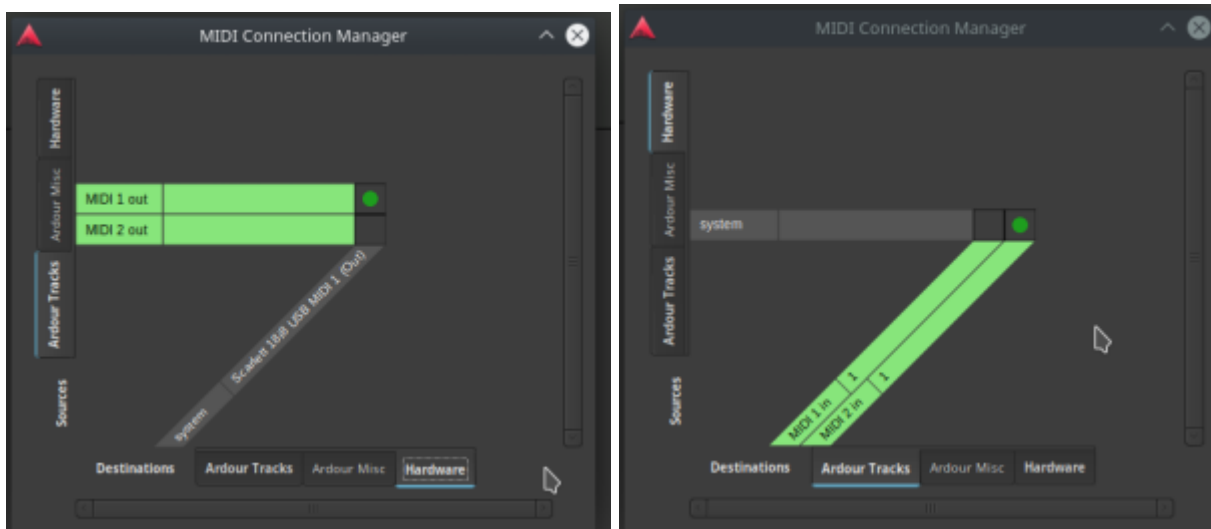 MIDI Connection Manager
Hardware
Ardour Misc
Ardour Tracks
Sources
MIDI 1 out
MIDI 2 out
system
Scarlett 18i8 USB MIDI 1 (Out)
Destinations
Ardour Tracks
Ardour Misc
Hardware
MIDI Connection Manager
Hardware
Ardour Misc
Ardour Tracks
Sources
system
MIDI 1 in
1
MIDI 2 in
1
Destinations
Ardour Tracks
Ardour Misc
Hardware